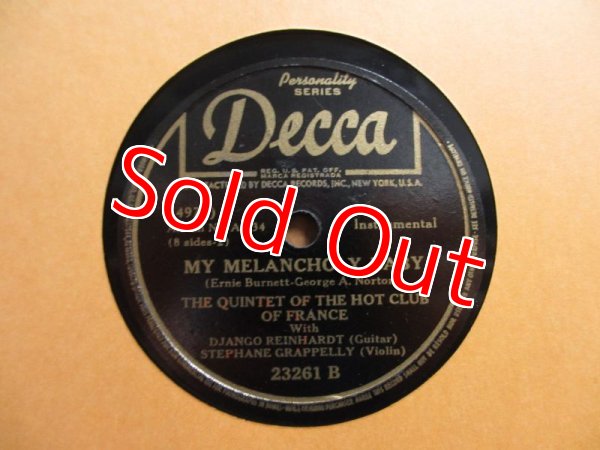 Personality
SERIES
Decca
REG. U.S. PAT. OFF.
MARCA REGISTRADA
BY DECCA RECORDS, INC., NEW YORK, U.S.A.
Sold Out
Instrumental
(8 sides-2)
MY
(Ernie Burnett-George A.
THE QUINTET OF THE HOT CLUB
OF FRANCE
With
DJANGO REINHARDT (Guitar)
STEPHANE GRAPPELLY (Violin)
23261 B